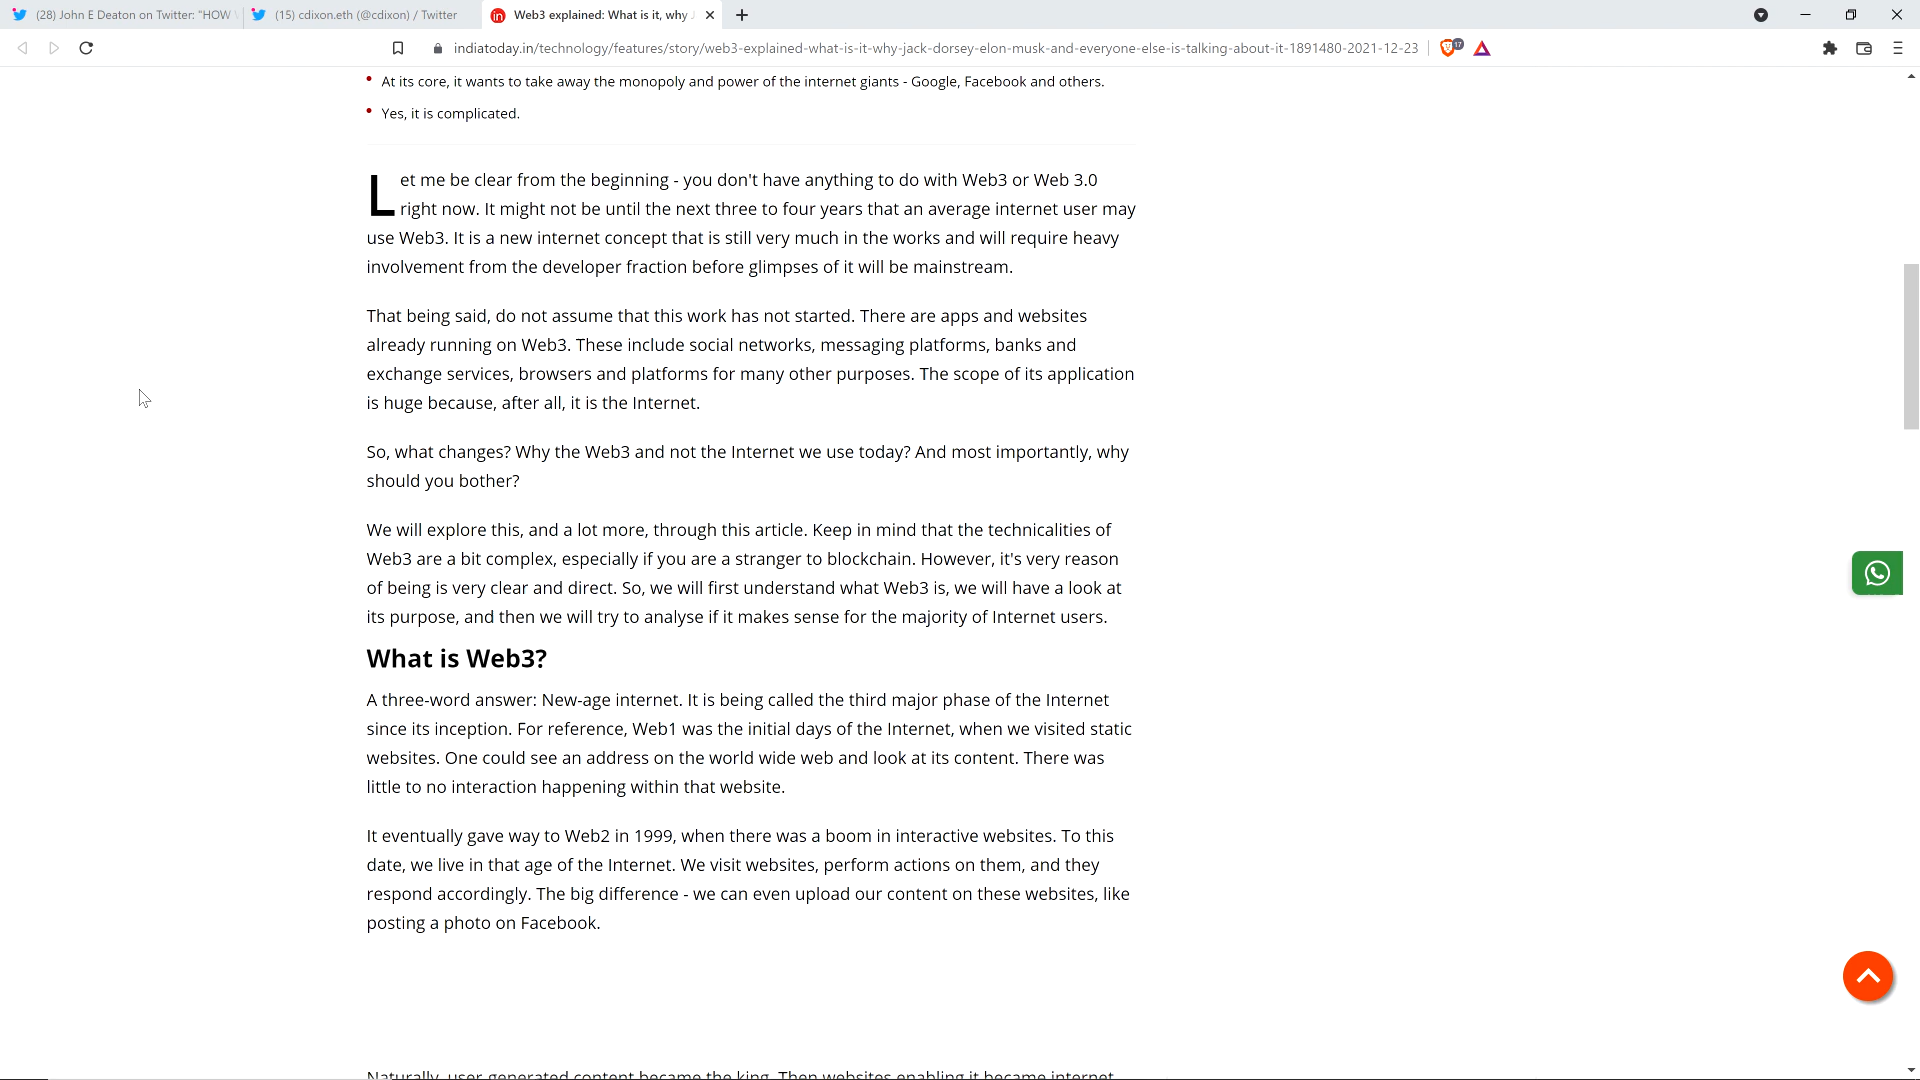 (28) John E Deaton on Twitter: "HOW
(15) cdixon.eth (@cdixon) / Twitter
in Web3 explained: What is it, why
indiatoday.in/technology/features/story/web3-explained-what-is-it-why-jack-dorsey-elon-musk-and-everyone-else-is-talking-about-it-1891480-2021-12-23
17
At its core, it wants to take away the monopoly and power of the internet giants - Google, Facebook and others.
Yes, it is complicated.
Let me be clear from the beginning - you don't have anything to do with Web3 or Web 3.0
right now. It might not be until the next three to four years that an average internet user may
use Web3. It is a new internet concept that is still very much in the works and will require heavy
involvement from the developer fraction before glimpses of it will be mainstream.
That being said, do not assume that this work has not started. There are apps and websites
already running on Web3. These include social networks, messaging platforms, banks and
exchange services, browsers and platforms for many other purposes. The scope of its application
is huge because, after all, it is the Internet.
So, what changes? Why the Web3 and not the Internet we use today? And most importantly, why
should you bother?
We will explore this, and a lot more, through this article. Keep in mind that the technicalities of
Web3 are a bit complex, especially if you are a stranger to blockchain. However, it's very reason
of being is very clear and direct. So, we will first understand what Web3 is, we will have a look at
its purpose, and then we will try to analyse if it makes sense for the majority of Internet users.
What is Web3?
A three-word answer: New-age internet. It is being called the third major phase of the Internet
since its inception. For reference, Web1 was the initial days of the Internet, when we visited static
websites. One could see an address on the world wide web and look at its content. There was
little to no interaction happening within that website.
It eventually gave way to Web2 in 1999, when there was a boom in interactive websites. To this
date, we live in that age of the Internet. We visit websites, perform actions on them, and they
respond accordingly. The big difference - we can even upload our content on these websites, like
posting a photo on Facebook.
Naturally, user-generated content became the king. Then websites enabling it became internet